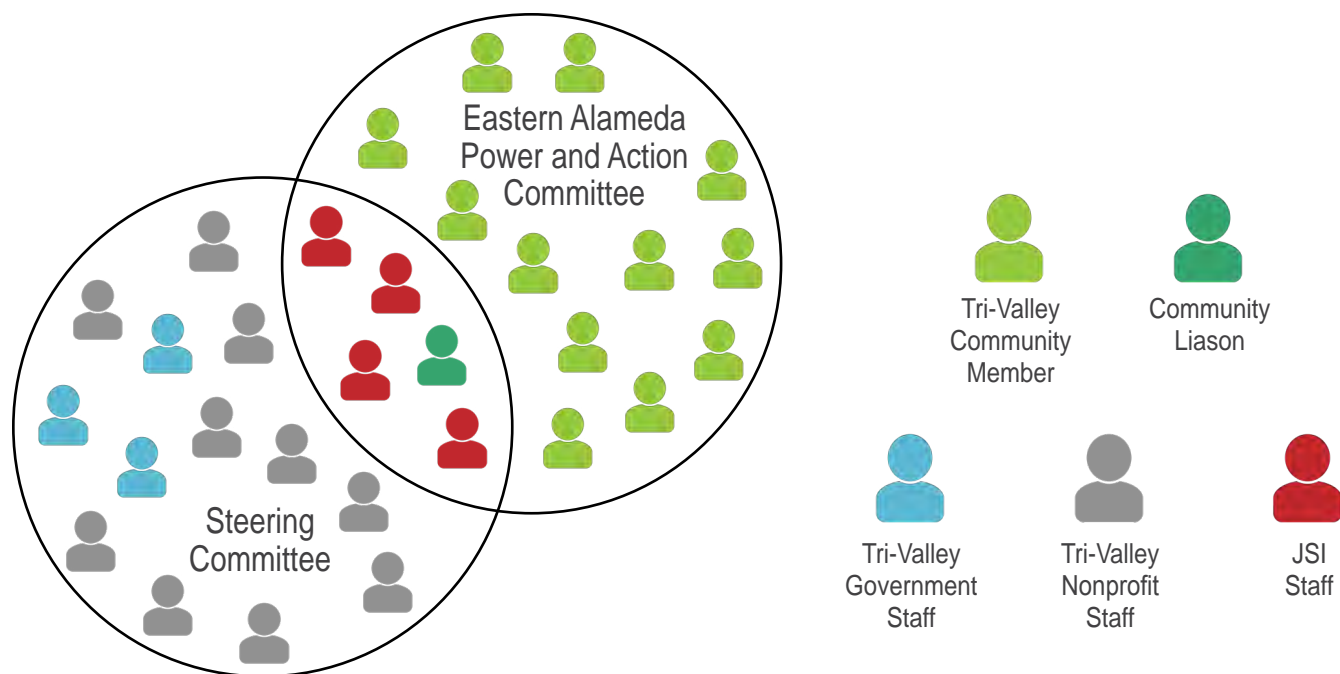 Eastern Alameda
Power and Action
Committee
Steering
Committee
Tri-Valley
Community
Member
Community
Liason
Tri-Valley
Government
Staff
Tri-Valley
Nonprofit
Staff
JSI
Staff